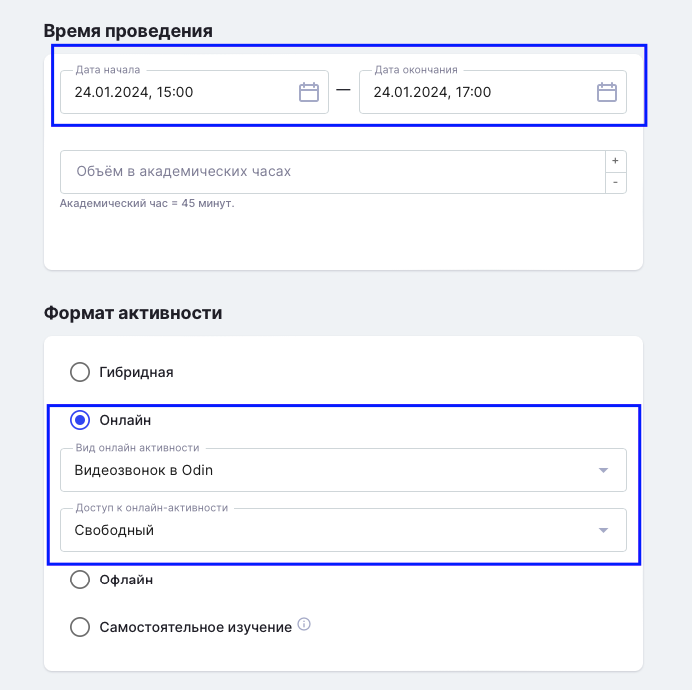 Время проведения
Дата начала
24.01.2024, 15:00
—
Дата окончания
24.01.2024, 17:00
Объём в академических часах
+
-
Академический час = 45 минут.
Формат активности
Гибридная
Онлайн
Вид онлайн активности
Видеозвонок в Odin
Доступ к онлайн-активности
Свободный
Офлайн
Самостоятельное изучение